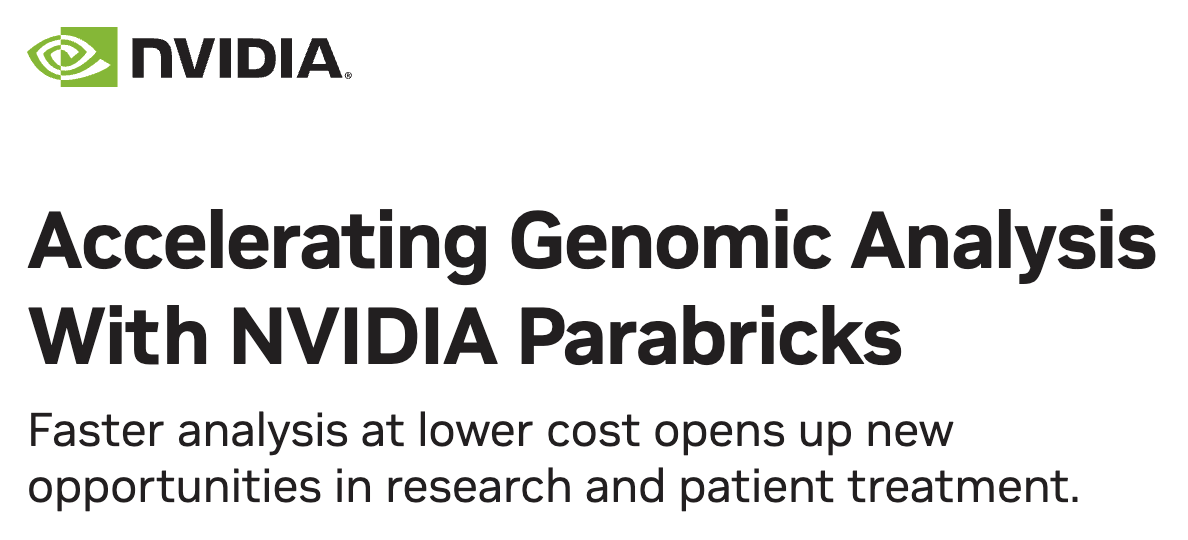 NVIDIA®
Accelerating Genomic Analysis
With NVIDIA Parabricks
Faster analysis at lower cost opens up new
opportunities in research and patient treatment.